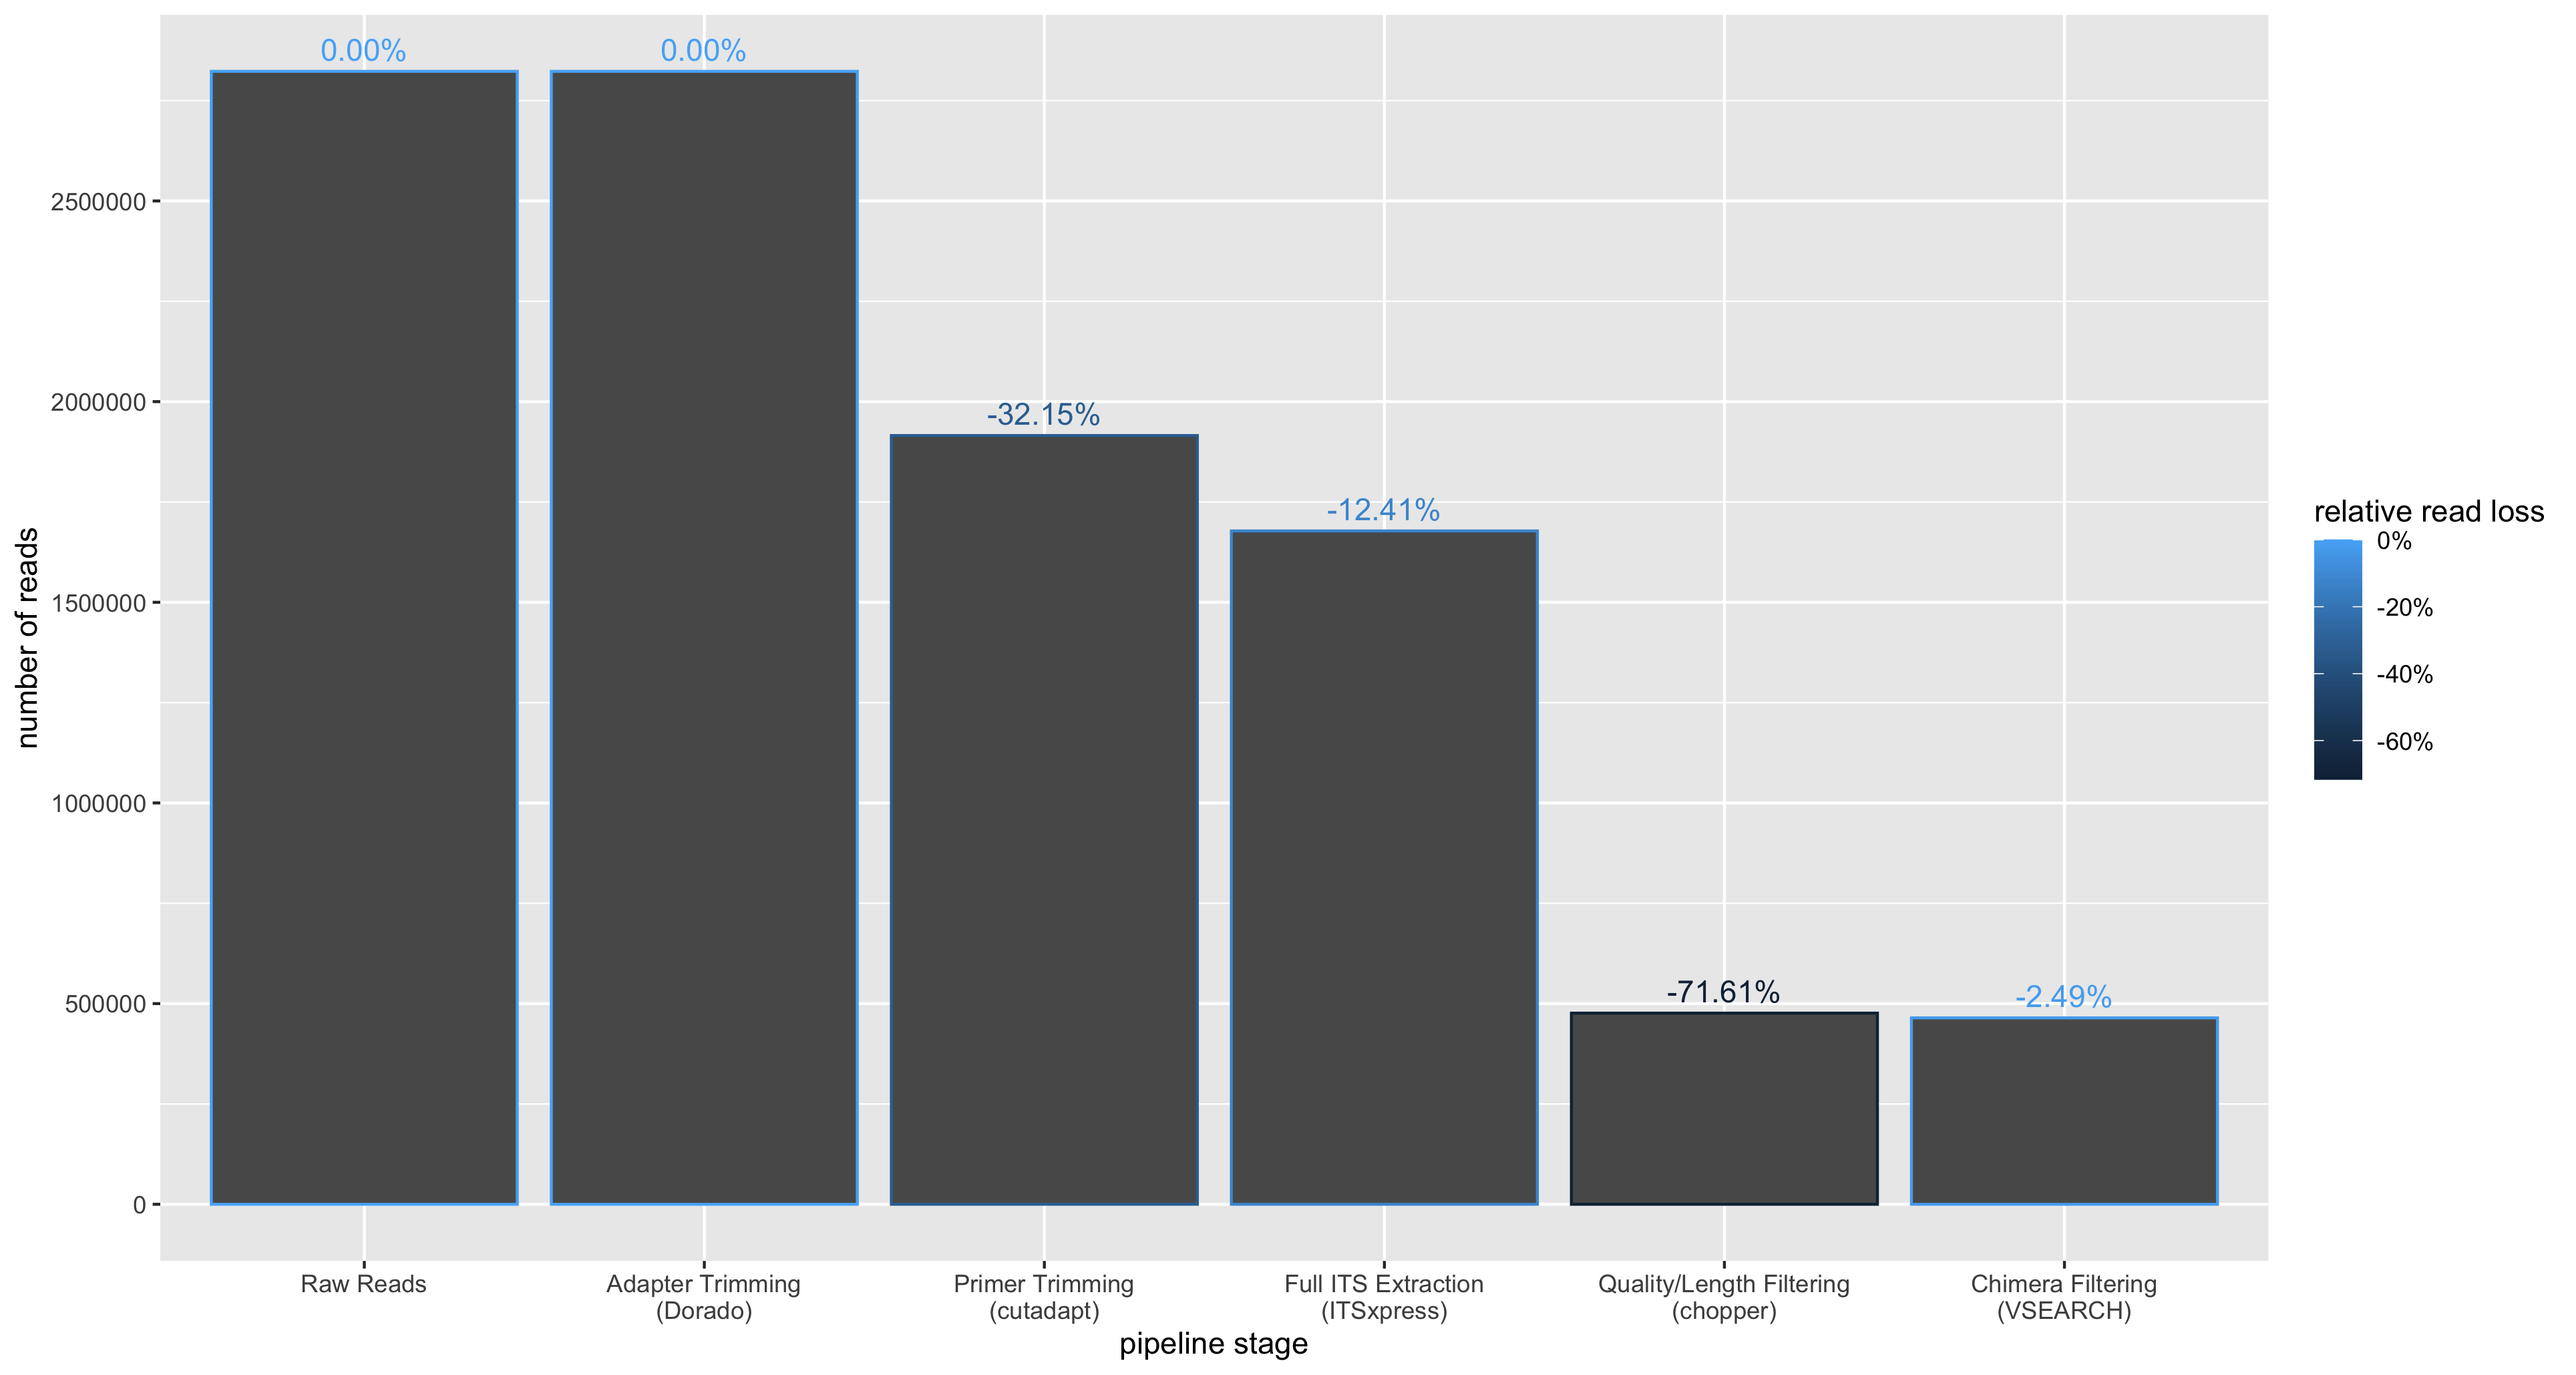 0.00%
0.00%
-32.15%
-12.41%
-71.61%
-2.49%
2500000
2000000
1500000
1000000
500000
0
number of reads
Raw Reads
Adapter Trimming
(Dorado)
Primer Trimming
(cutadapt)
Full ITS Extraction
(ITSxpress)
Quality/Length Filtering
(chopper)
Chimera Filtering
(VSEARCH)
pipeline stage
relative read loss
0%
-20%
-40%
-60%